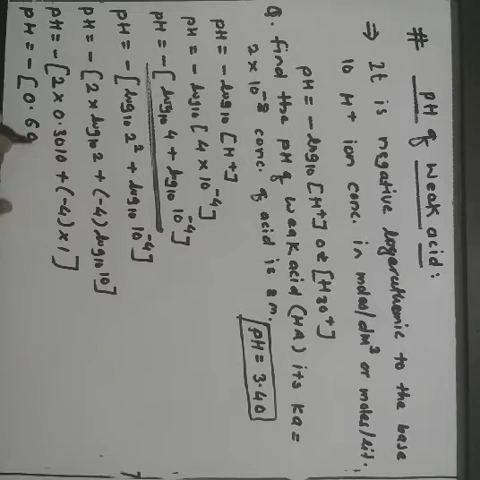 # pH of weak acid:
⇒ It is negative logeruthemic to the base
10 H⁺ ion conc. in moles/dm³ or moles/lit.
pH = -log₁₀ [H⁺] or [H₃O⁺]
Q. find the pH of weak acid (HA) its Ka =
2 × 10⁻⁸ conc. of acid is 2 m.
pH = 3.40
pH = -log₁₀ [H⁺]
pH = -log₁₀ [4 × 10⁻⁴]
pH = -[log₁₀ 4 + log₁₀ 10⁻⁴]
pH = -[log₁₀ 2² + log₁₀ 10⁻⁴]
pH = -[2 × log₁₀ 2 + (-4) log₁₀ 10]
pH = -[2 × 0.3010 + (-4) × 1]
pH = -[0.60